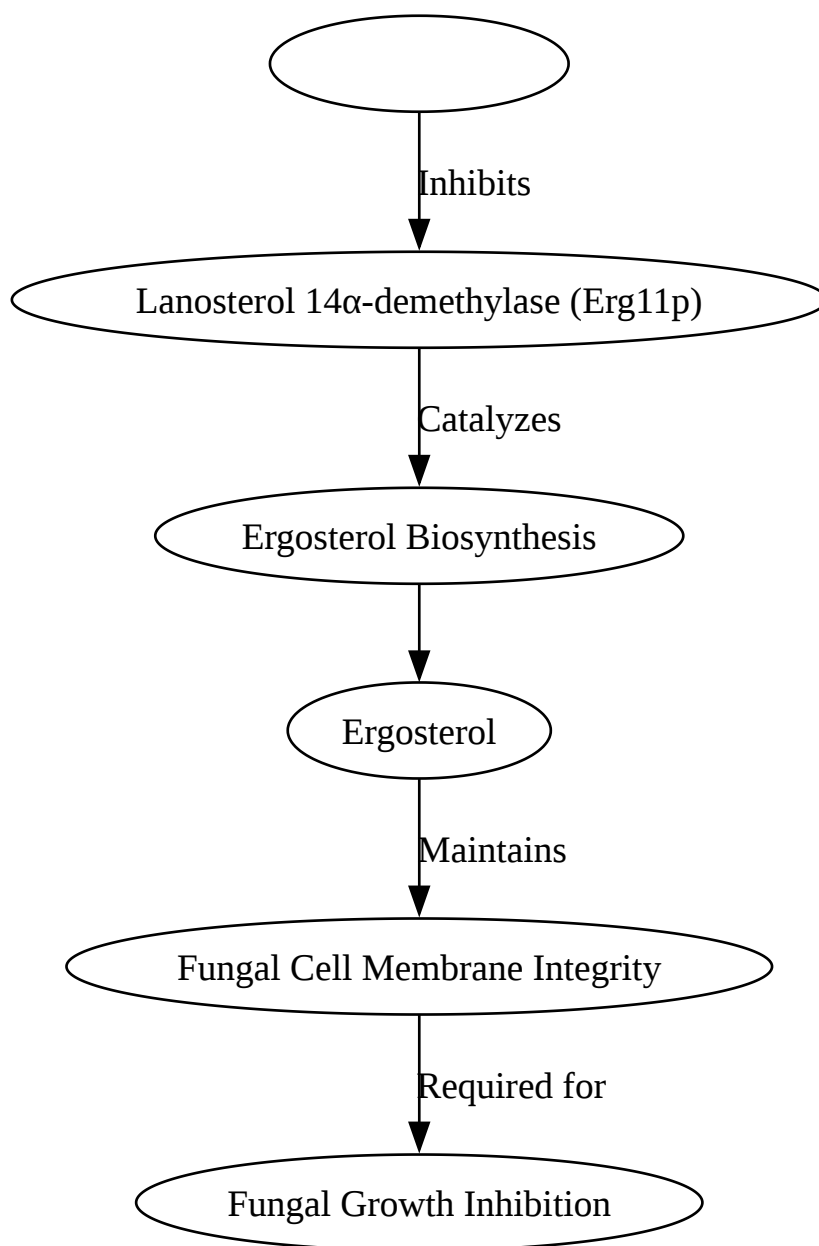 Inhibits
Lanosterol 14α-demethylase (Erg11p)
Catalyzes
Ergosterol Biosynthesis
Ergosterol
Maintains
Fungal Cell Membrane Integrity
Required for
Fungal Growth Inhibition